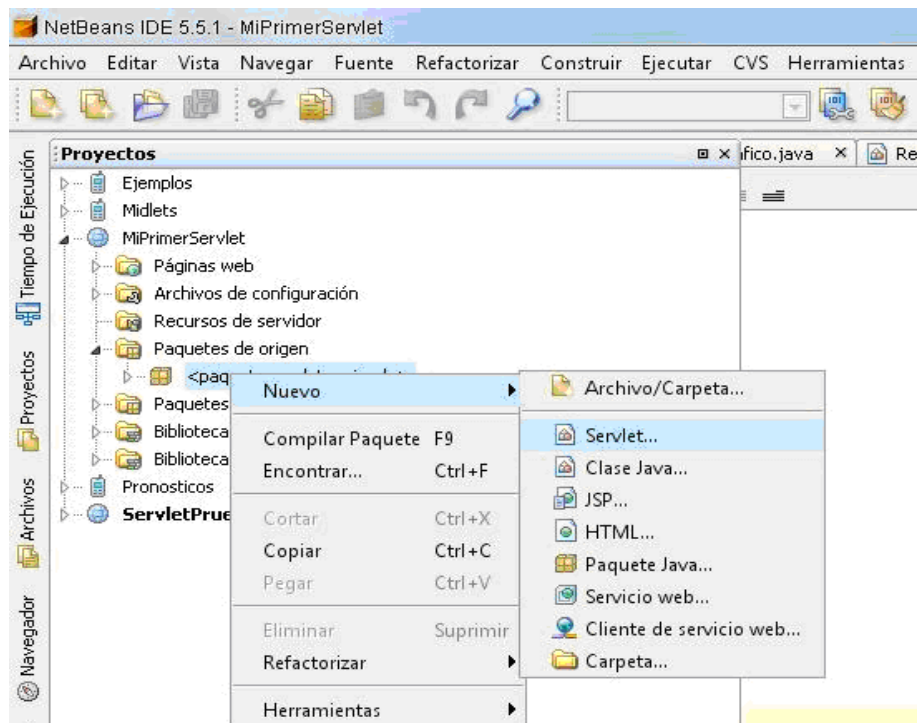 NetBeans IDE 5.5.1 - MiPrimerServlet
Archivo Editar Vista Navegar Fuente Refactorizar Construir Ejecutar CVS Herramientas
Tiempo de Ejecución
Proyectos
Archivos
Navegador
Proyectos
Ejemplos
Midlets
MiPrimerServlet
Páginas web
Archivos de configuración
Recursos de servidor
Paquetes de origen
<paq
Paquetes
Biblioteca
Biblioteca
Pronosticos
ServletPrue
fico.java
Re
Nuevo
Compilar Paquete F9
Encontrar... Ctrl+F
Cortar Ctrl+X
Copiar Ctrl+C
Pegar Ctrl+V
Eliminar Suprimir
Refactorizar
Herramientas
Archivo/Carpeta...
Servlet...
Clase Java...
JSP...
HTML...
Paquete Java...
Servicio web...
Cliente de servicio web...
Carpeta...